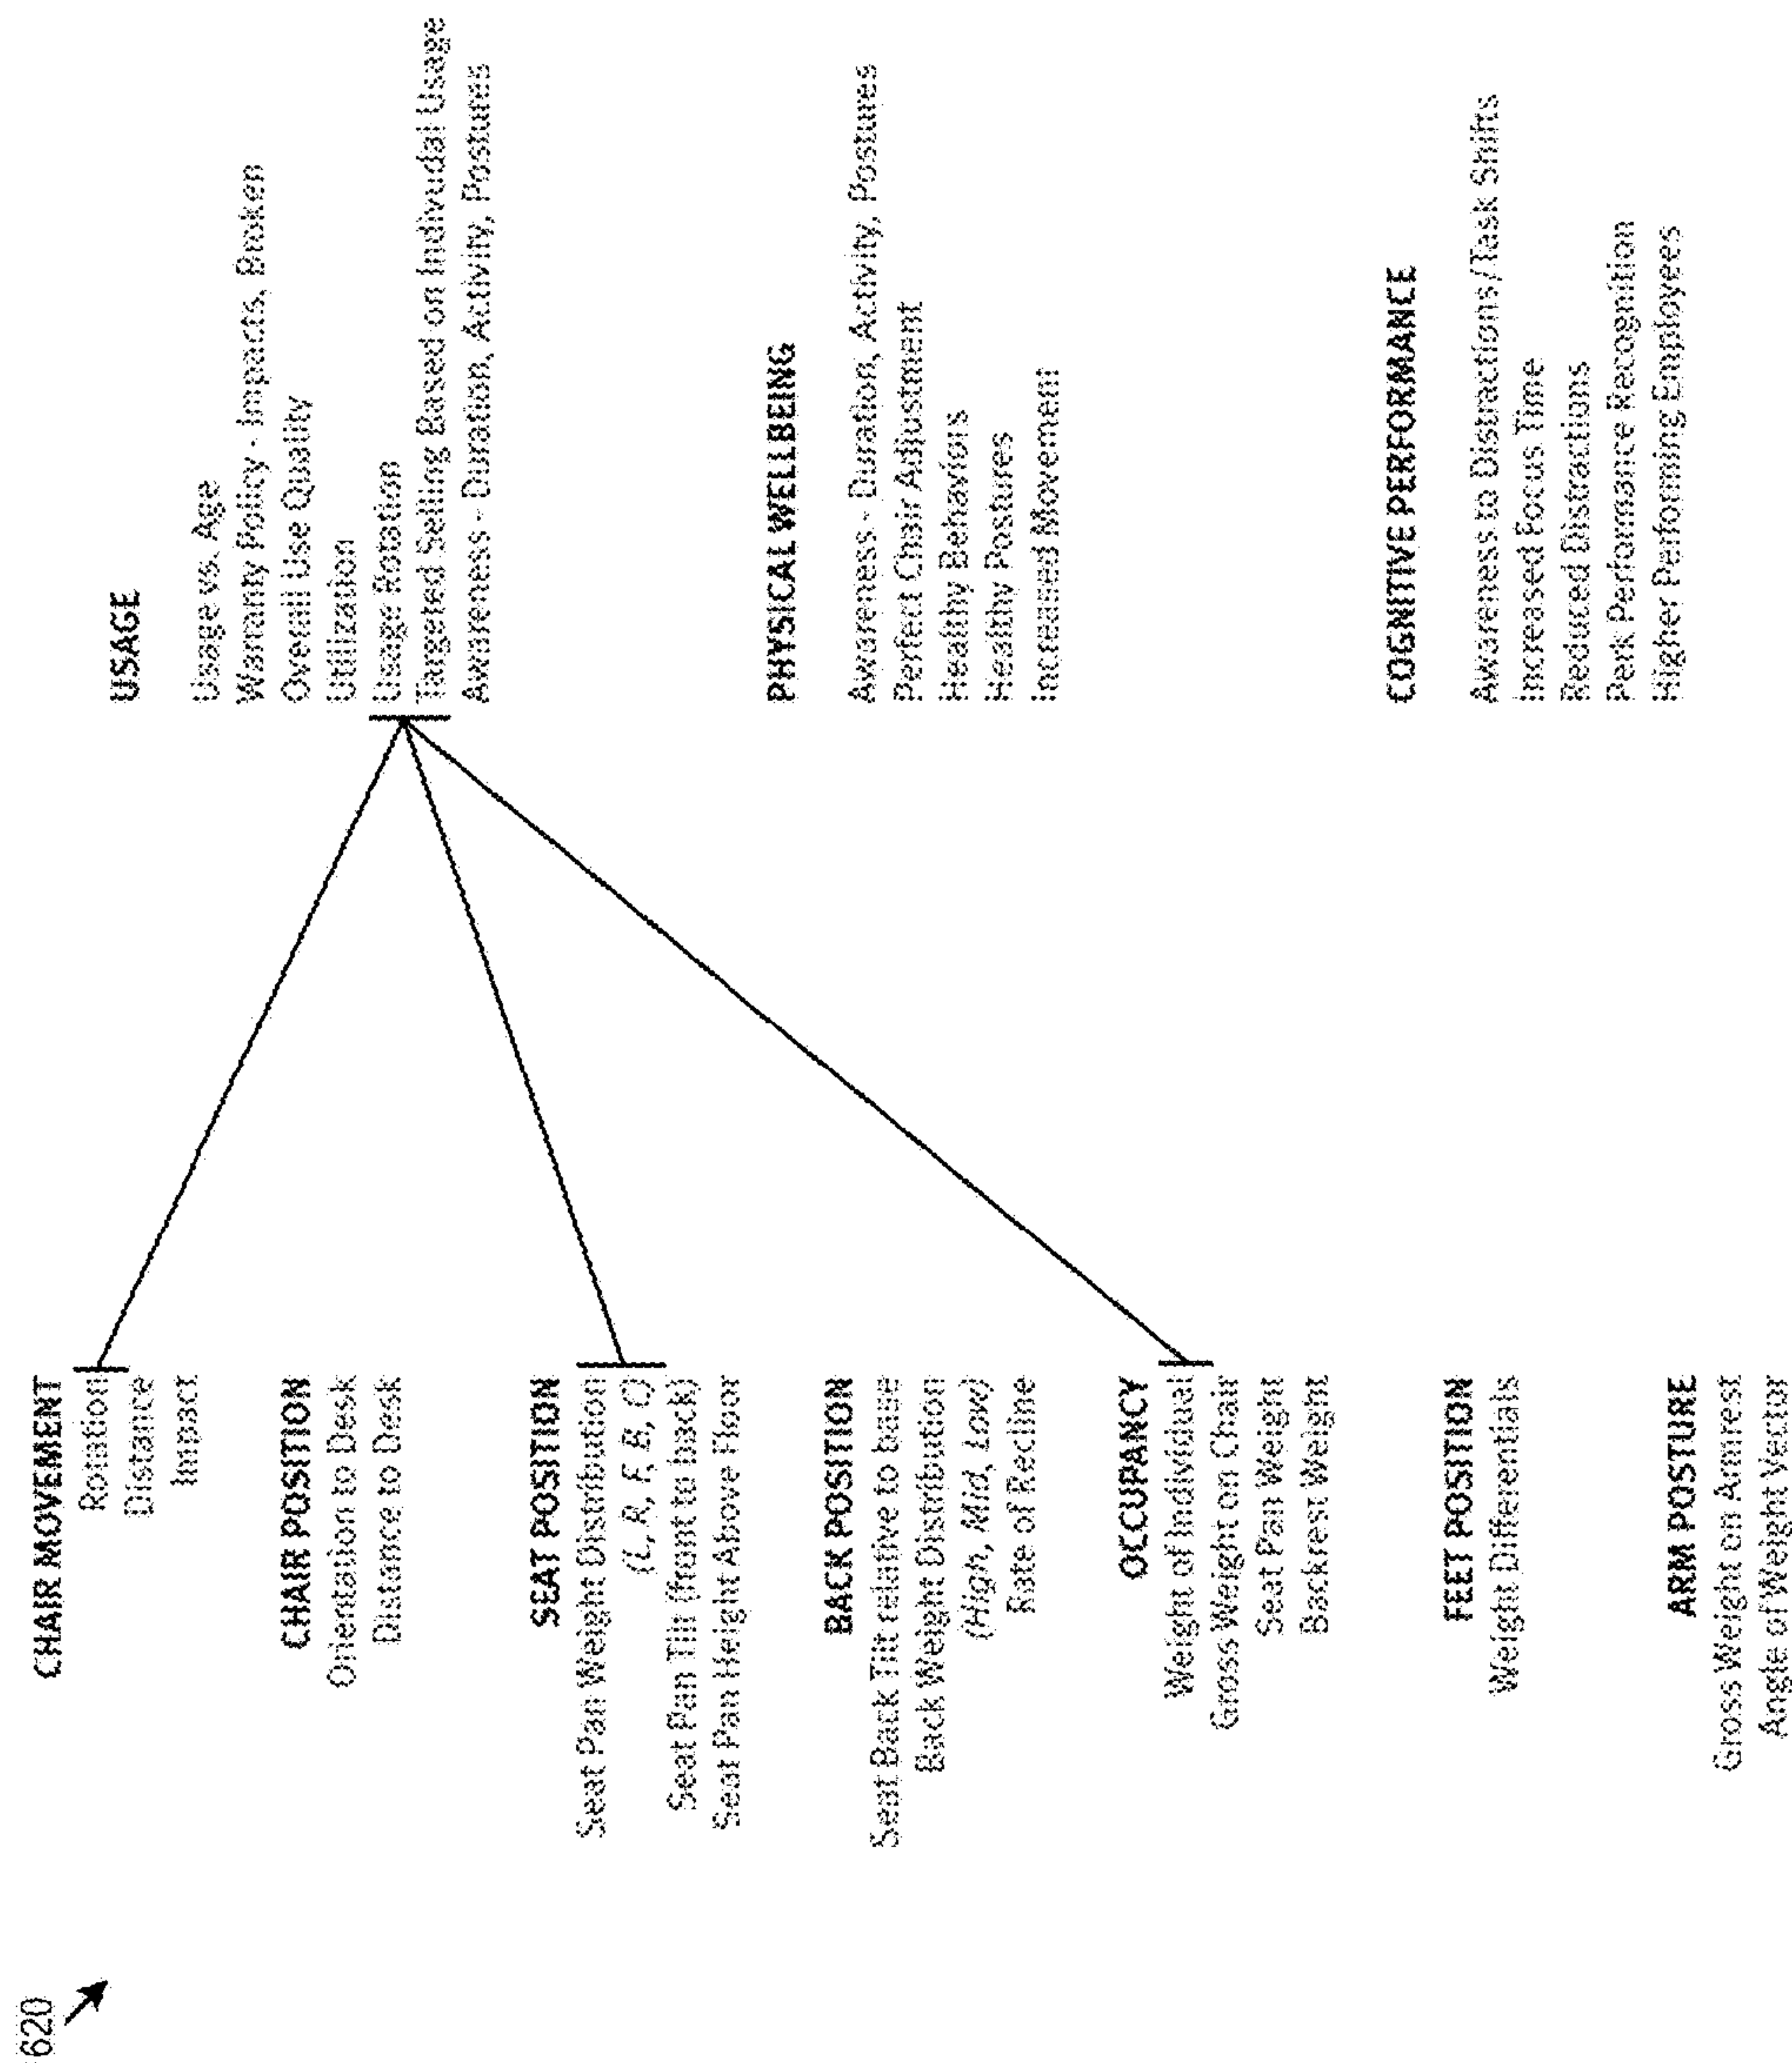 620
CHAIR MOVEMENT
Rotation
Distance
Impact
CHAIR POSITION
Orientation to Desk
Distance to Desk
SEAT POSITION
Seat Pan Weight Distribution
(L, R, F, B, C)
Seat Pan Tilt (front to back)
Seat Pan Height Above Floor
BACK POSITION
Seat Back Tilt relative to base
Back Weight Distribution
(High, Mid, Low)
Rate of Recline
OCCUPANCY
Weight of Individual
Gross Weight on Chair
Seat Pan Weight
Backrest Weight
FEET POSITION
Weight Differentials
ARM POSTURE
Gross Weight on Armrest
Angle of Weight Vector
USAGE
Usage vs. Age
Warranty Policy - Impacts, Broken
Overall Use Quality
Utilization
Usage Rotation
Targeted Selling Based on Indivudal Usage
Awareness - Duration, Activity, Postures
PHYSICAL WELLBEING
Awareness - Duration, Activity, Postures
Perfect Chair Adjustment
Healthy Behaviors
Healthy Postures
Increased Movement
COGNITIVE PERFORMANCE
Awareness to Distractions/Task Shifts
Increased Focus Time
Reduced Distractions
Perk Performance Recognition
Higher Performing Employees